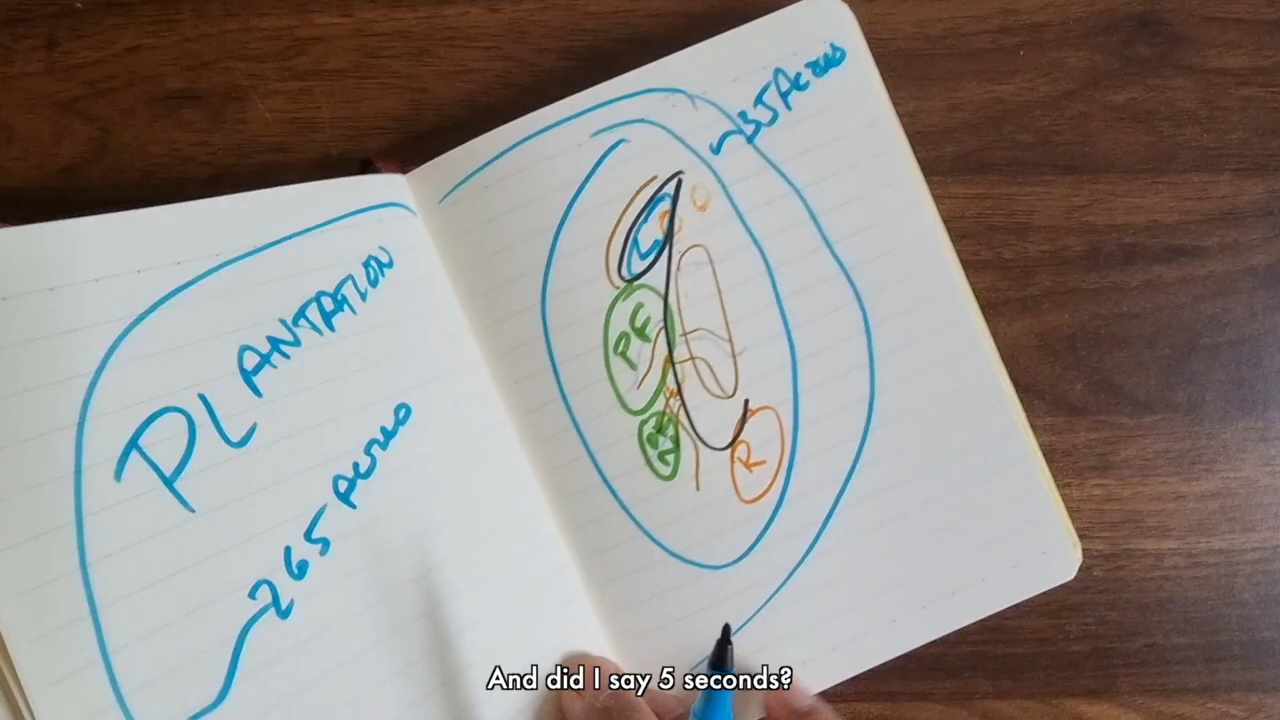 PLANTATION
265 Acres
~35 Acres
L
PF
R
And did I say 5 seconds?